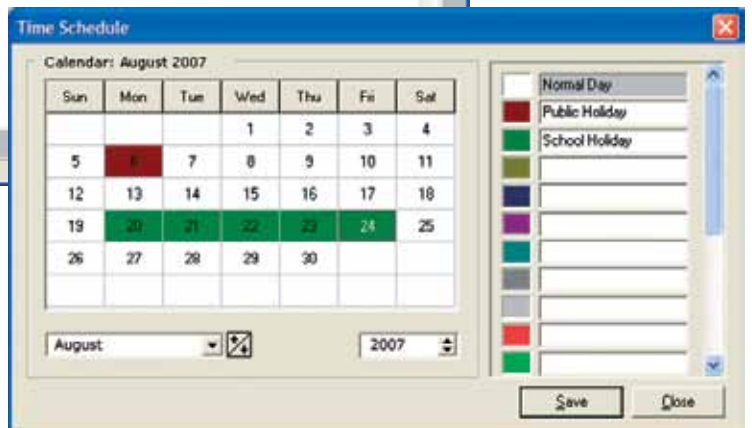 Time Schedule
Calendar: August 2007
Sun Mon Tue Wed Thu Fri Sat
1 2 3 4
5 6 7 8 9 10 11
12 13 14 15 16 17 18
19 20 21 22 23 24 25
26 27 28 29 30
August 2007
Normal Day
Public Holiday
School Holiday
Save Close